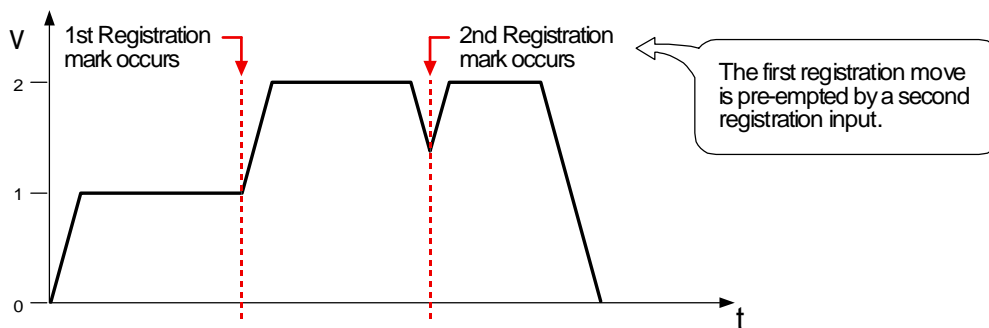 V
1st Registration
mark occurs
2nd Registration
mark occurs
The first registration move
is pre-empted by a second
registration input.
2
1
0
t